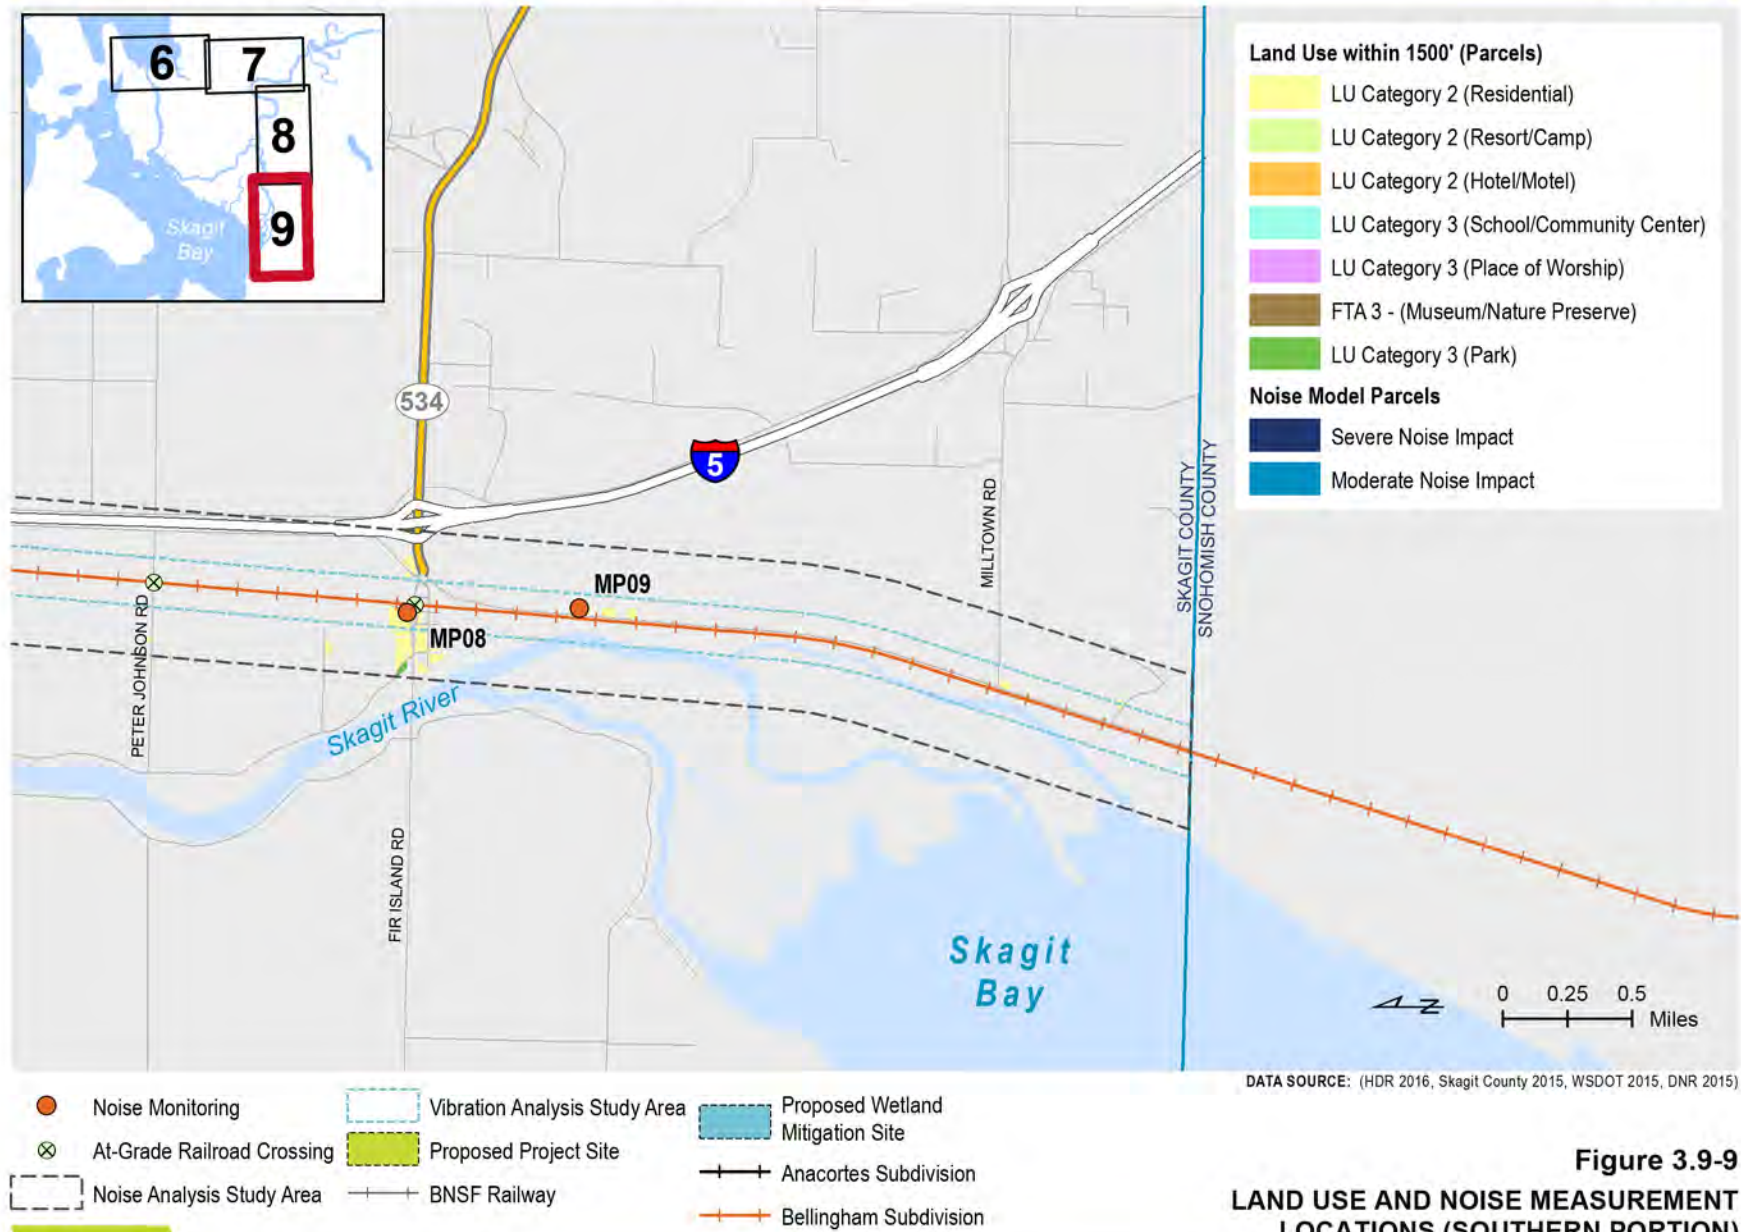 6
7
8
9
Skagit
Bay
Land Use within 1500' (Parcels)
LU Category 2 (Residential)
LU Category 2 (Resort/Camp)
LU Category 2 (Hotel/Motel)
LU Category 3 (School/Community Center)
LU Category 3 (Place of Worship)
FTA 3 - (Museum/Nature Preserve)
LU Category 3 (Park)
Noise Model Parcels
Severe Noise Impact
Moderate Noise Impact
534
5
MILLTOWN RD
SKAGIT COUNTY
SNOHOMISH COUNTY
MP09
MP08
PETER JOHNSON RD
Skagit River
FIR ISLAND RD
Skagit
Bay
N
0 0.25 0.5
Miles
DATA SOURCE: (HDR 2016, Skagit County 2015, WSDOT 2015, DNR 2015)
Noise Monitoring
At-Grade Railroad Crossing
Noise Analysis Study Area
Vibration Analysis Study Area
Proposed Project Site
BNSF Railway
Proposed Wetland
Mitigation Site
Anacortes Subdivision
Bellingham Subdivision
Figure 3.9-9
LAND USE AND NOISE MEASUREMENT
LOCATIONS (SOUTHERN PORTION)